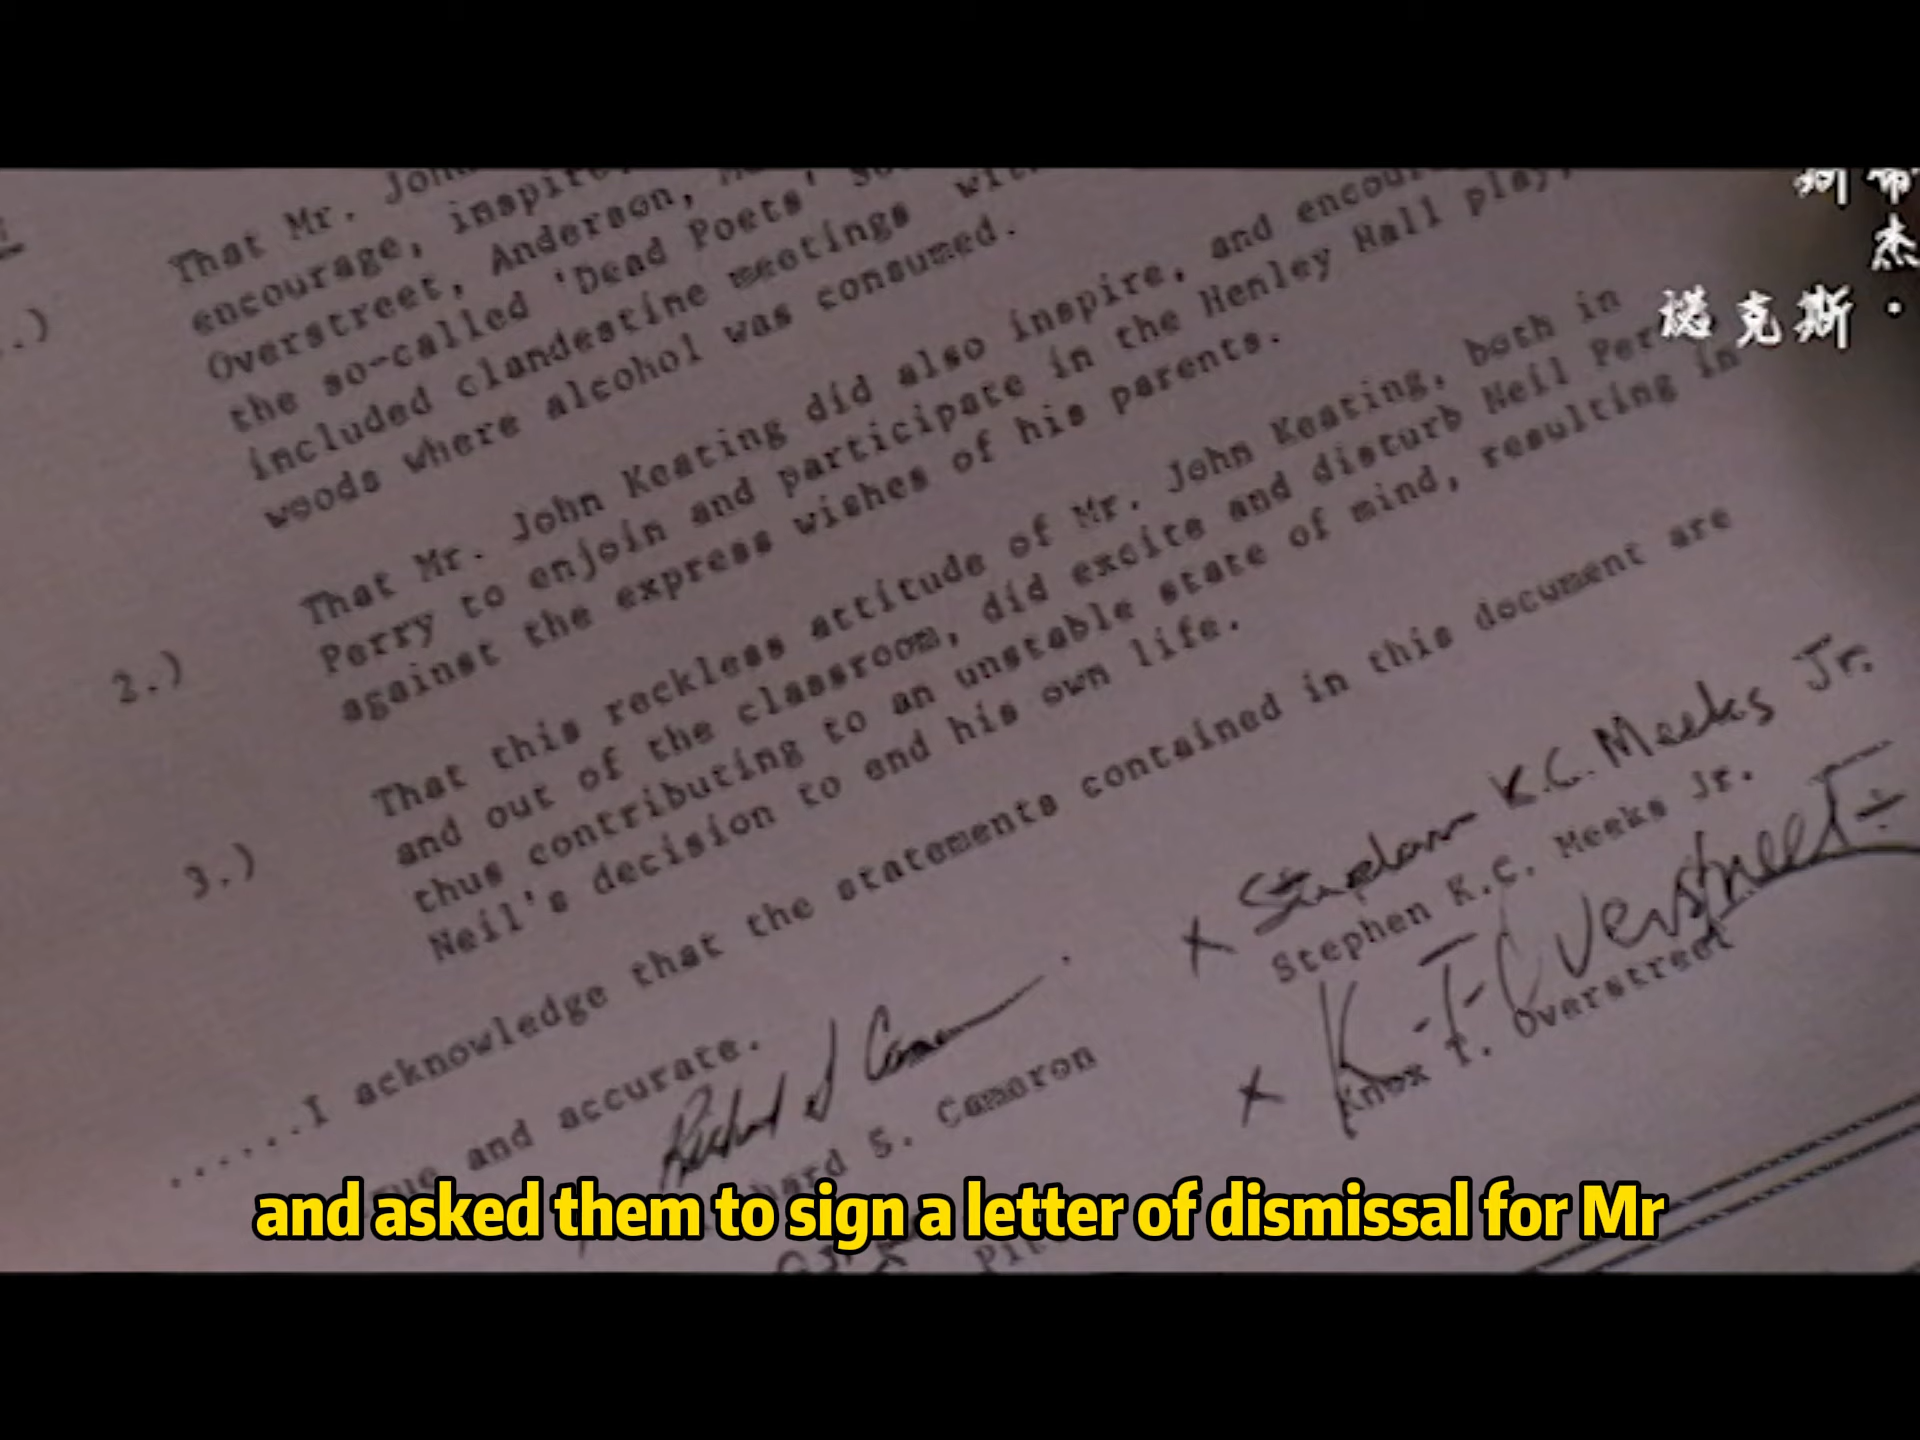 That Mr. John
encourage, inspire,
Overstreet, Anderson,
the so-called 'Dead Poets'
included clandestine meetings
woods where alcohol was consumed.
2.)
That Mr. John Keating did also inspire, and
Perry to enjoin and participate in the Henley Hall play,
against the express wishes of his parents.
3.)
That this reckless attitude of Mr. John Keating, both in
and out of the classroom, did excite and disturb Neil
thus contributing to an unstable state of mind, resulting in
Neil's decision to end his own life.
......I acknowledge that the statements contained in this document are
and accurate.
x Stephen K.C. Meeks Jr.
Stephen K.C. Meeks Jr.
x K. T. Overstreet
Knox T. Overstreet
Richard S Cameron
S. Cameron
杰
诺克斯·
and asked them to sign a letter of dismissal for Mr